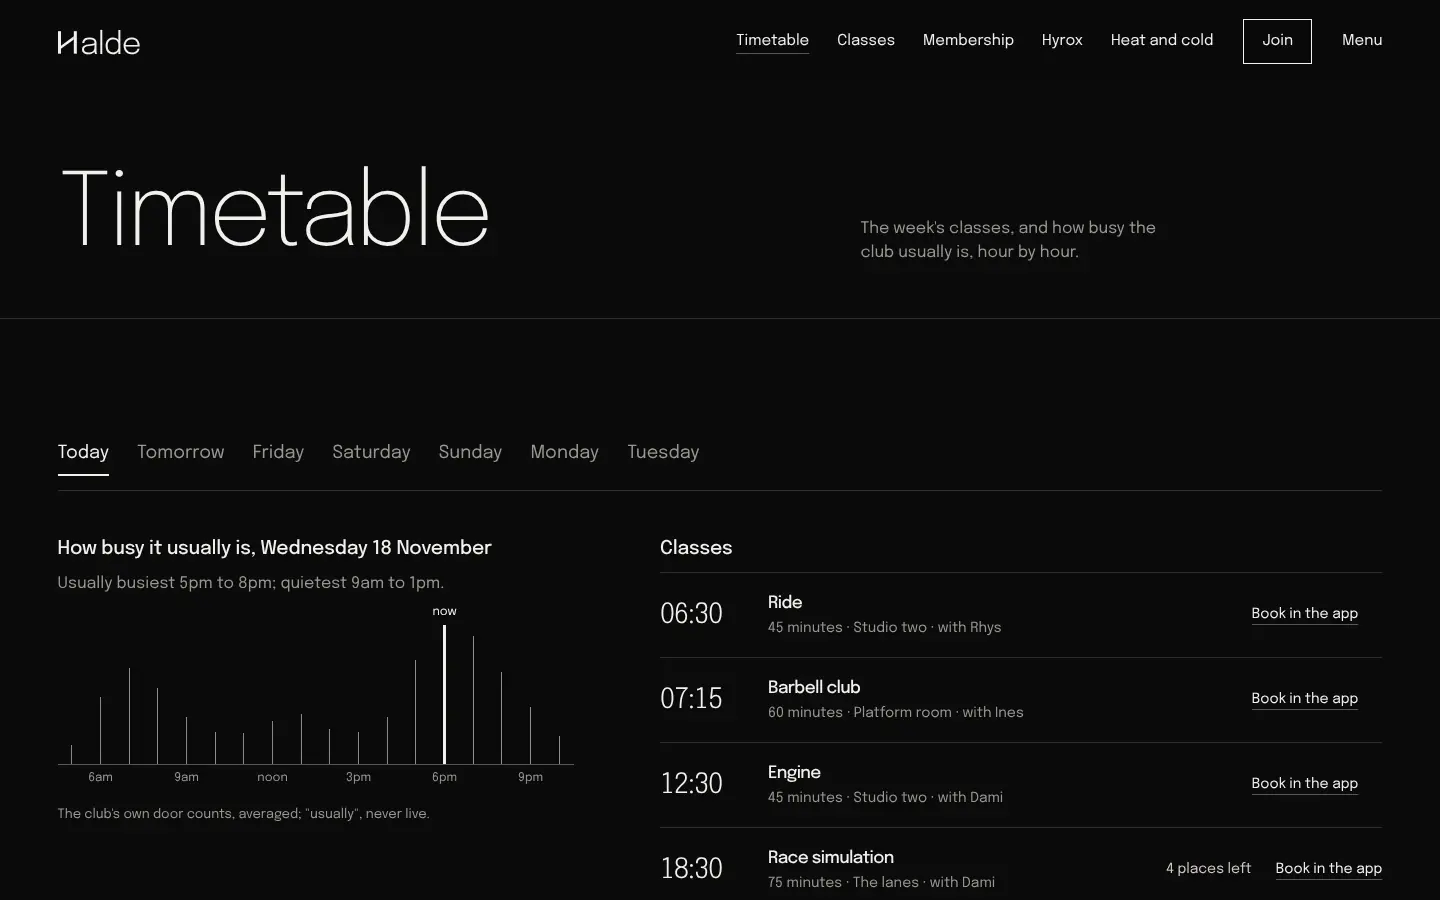 Halde
Timetable Classes Membership Hyrox Heat and cold Join Menu
Timetable
The week's classes, and how busy the
club usually is, hour by hour.
Today Tomorrow Friday Saturday Sunday Monday Tuesday
How busy it usually is, Wednesday 18 November
Usually busiest 5pm to 8pm; quietest 9am to 1pm.
now
6am 9am noon 3pm 6pm 9pm
The club's own door counts, averaged; "usually", never live.
Classes
06:30
Ride
45 minutes · Studio two · with Rhys
Book in the app
07:15
Barbell club
60 minutes · Platform room · with Ines
Book in the app
12:30
Engine
45 minutes · Studio two · with Dami
Book in the app
18:30
Race simulation
75 minutes · The lanes · with Dami
4 places left
Book in the app